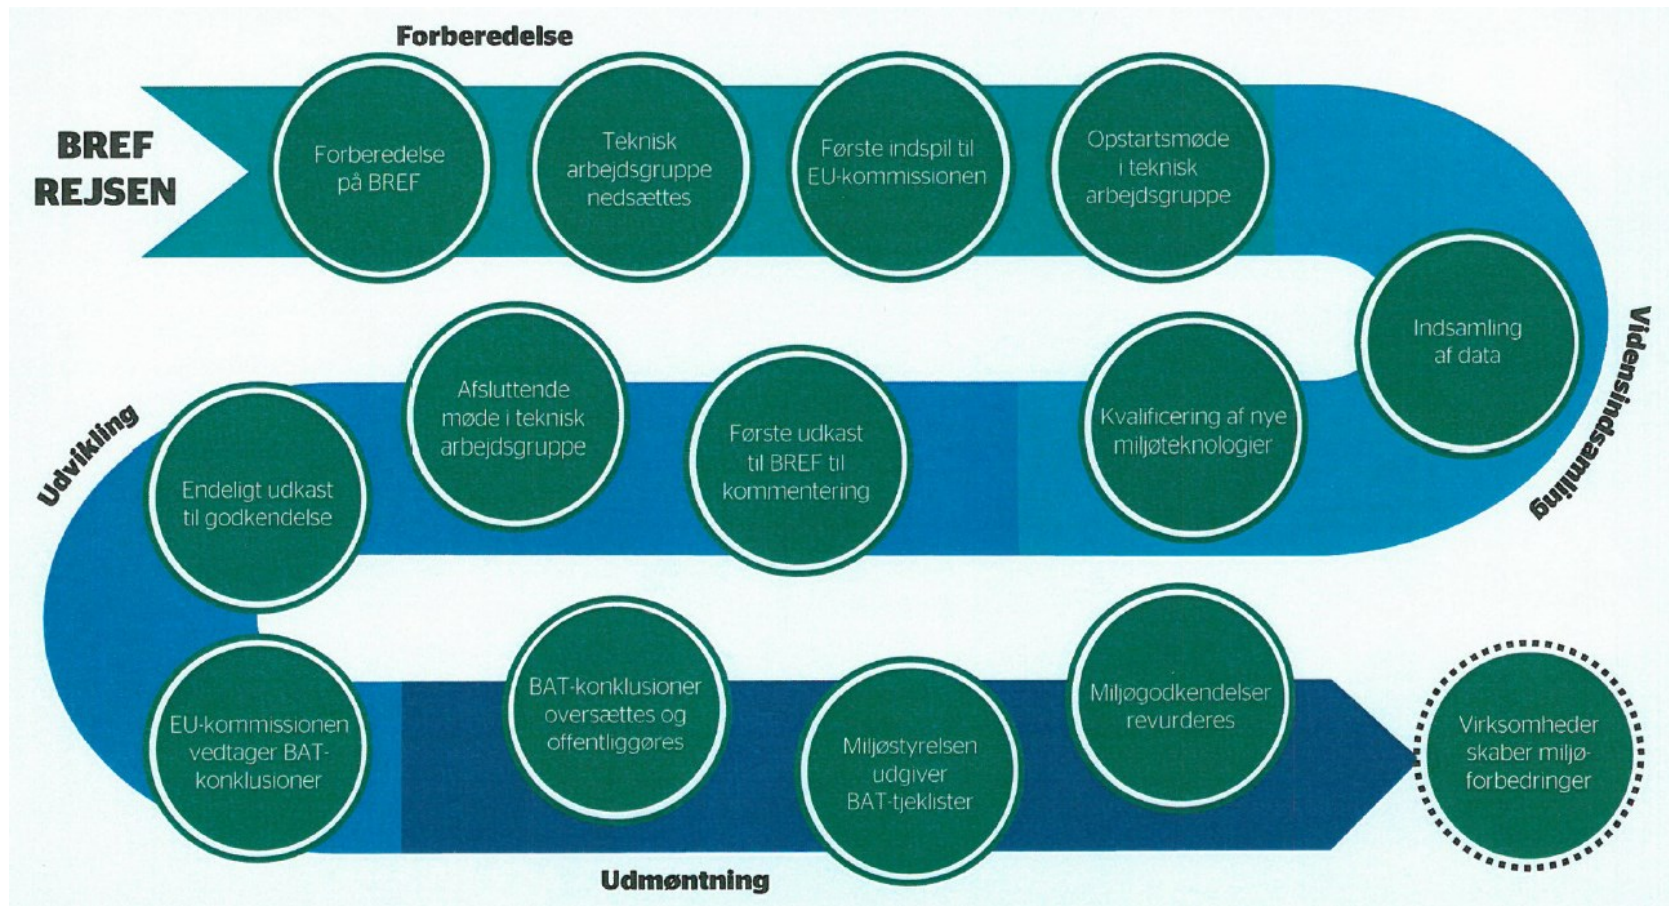 Forberedelse
BREF
REJSEN
Forberedelse
på BREF
Teknisk
arbejdsgruppe
nedsættes
Første indspil til
EU-kommissionen
Opstartsmøde
i teknisk
arbejdsgruppe
Vidensindsamling
Indsamling
af data
Kvalificering af nye
miljøteknologier
Første udkast
til BREF til
kommentering
Afsluttende
møde i teknisk
arbejdsgruppe
Udvikling
Endeligt udkast
til godkendelse
EU-kommissionen
vedtager BAT-
konklusioner
BAT-konklusioner
oversættes og
offentliggøres
Miljøstyrelsen
udgiver
BAT-tjeklister
Miljøgodkendelser
revurderes
Virksomheder
skaber miljø-
forbedringer
Udmøntning